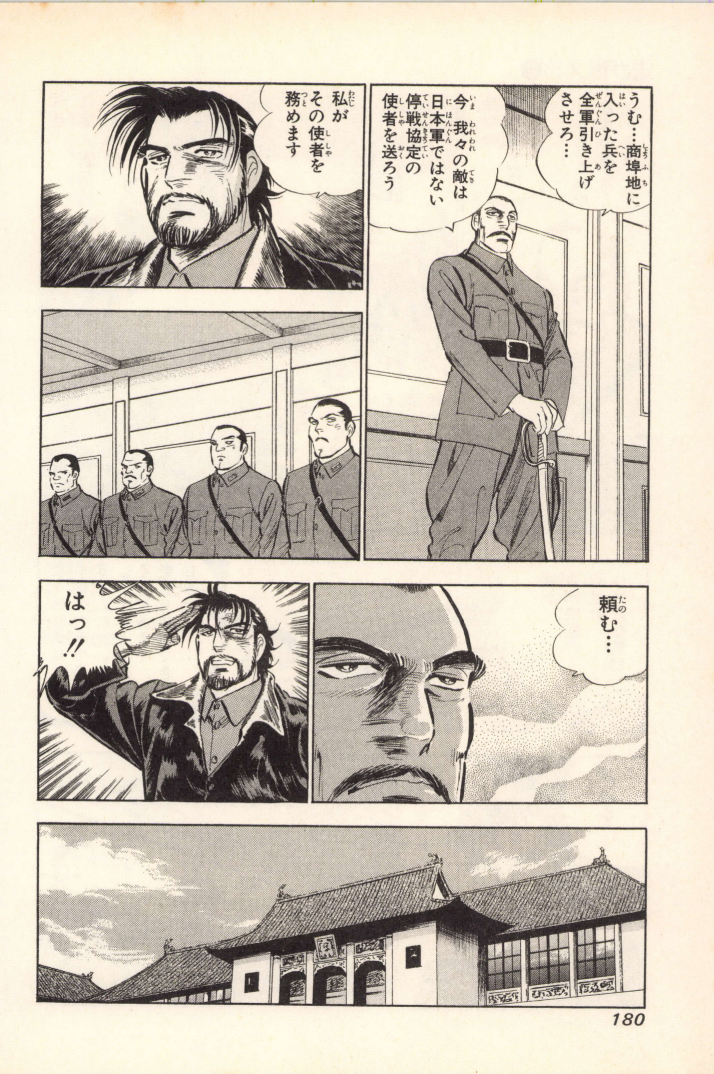 うむ…商埠地に
入った兵を
全軍引き上げ
させろ…
今 我々の敵は
日本軍ではない
停戦協定の
使者を送ろう
私が
その使者を
務めます
頼む…
はっ!!
180